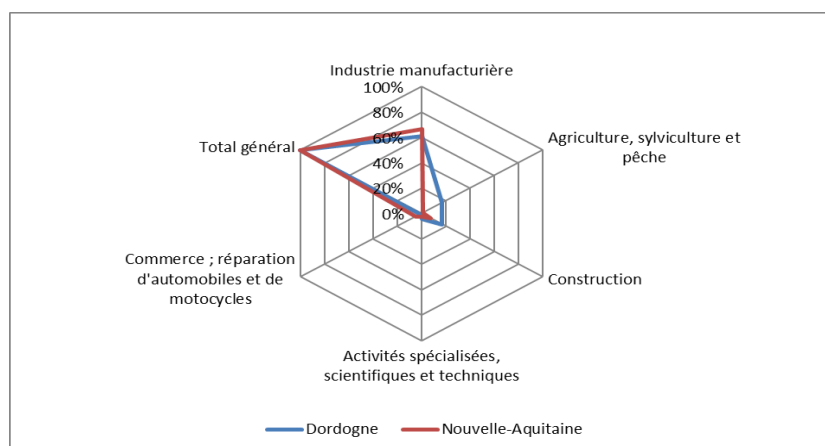 Industrie manufacturière
100%
80%
60%
40%
20%
0%
Agriculture, sylviculture et
pêche
Construction
Activités spécialisées,
scientifiques et techniques
Commerce ; réparation
d'automobiles et de
motocycles
Total général
Dordogne
Nouvelle-Aquitaine